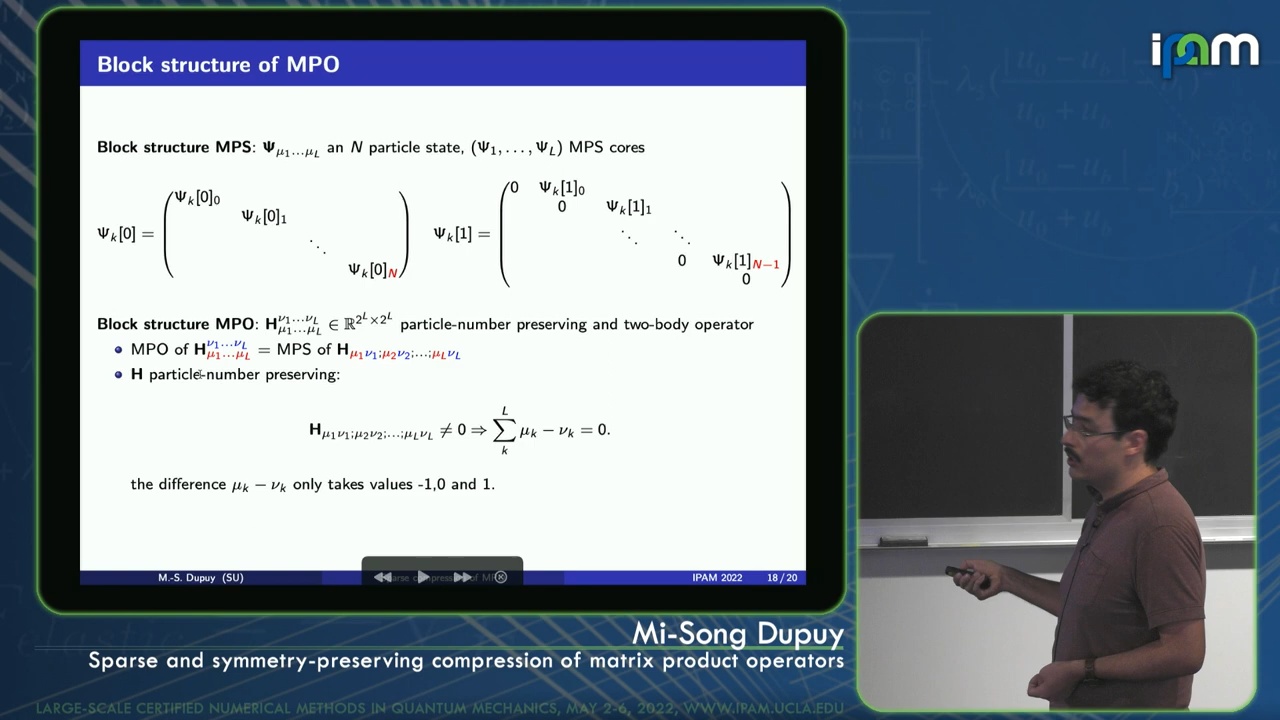 Block structure of MPO
ipam
Block structure MPS: Ψ_{μ1...μL} an N particle state, (Ψ1, . . . , ΨL) MPS cores
Ψk[0] = ( Ψk[0]0 Ψk[0]1 ⋱ Ψk[0]N ) Ψk[1] = ( 0 Ψk[1]0 0 Ψk[1]1 ⋱ ⋱ 0 Ψk[1]N−1 0 )
Block structure MPO: H^{ν1...νL}_{μ1...μL} ∈ ℝ^{2^L×2^L} particle-number preserving and two-body operator
MPO of H^{ν1...νL}_{μ1...μL} = MPS of H_{μ1ν1;μ2ν2;...;μLνL}
H particle-number preserving:
H_{μ1ν1;μ2ν2;...;μLνL} ≠ 0 ⇒ ∑_k^L μk − νk = 0.
the difference μk − νk only takes values -1,0 and 1.
M.-S. Dupuy (SU)
IPAM 2022 18 / 20
Mi-Song Dupuy
Sparse and symmetry-preserving compression of matrix product operators
LARGE-SCALE CERTIFIED NUMERICAL METHODS IN QUANTUM MECHANICS, MAY 2-6, 2022, WWW.IPAM.UCLA.EDU